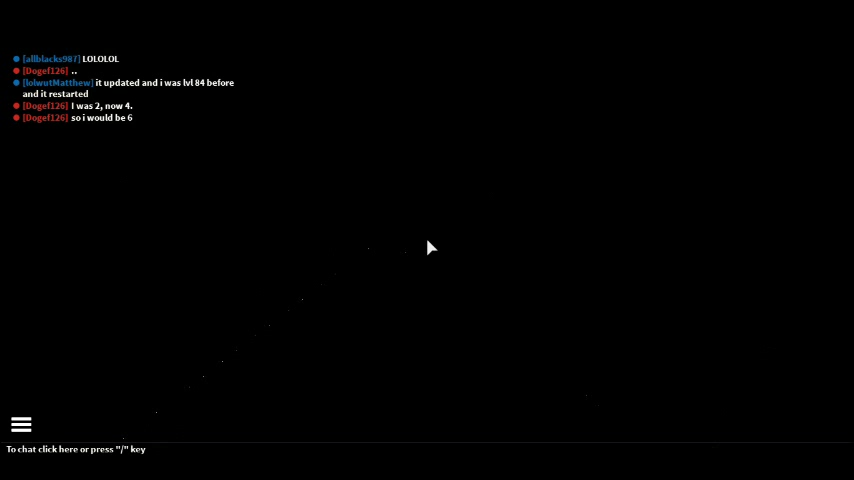 [allblacks987] LOLOLOL
[Dogef126] ..
[lolwutMatthew] it updated and i was lvl 84 before
and it restarted
[Dogef126] I was 2, now 4.
[Dogef126] so i would be 6
To chat click here or press "/" key